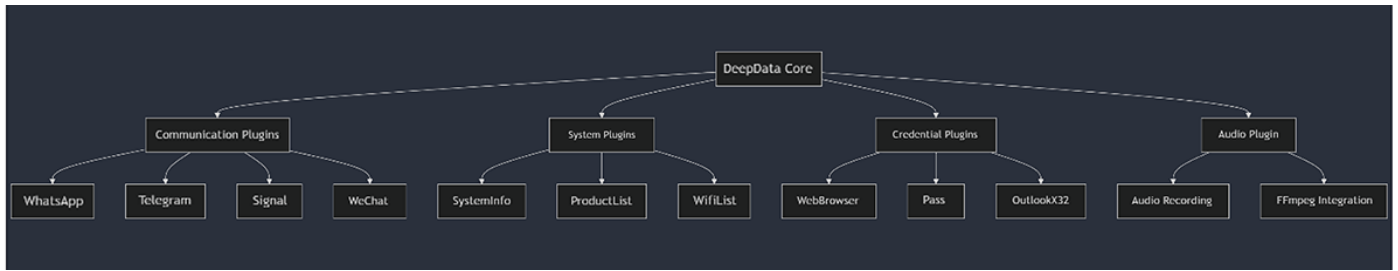 DeepData Core
Communication Plugins
System Plugins
Credential Plugins
Audio Plugin
WhatsApp
Telegram
Signal
WeChat
SystemInfo
ProductList
WifiList
WebBrowser
Pass
OutlookX32
Audio Recording
FFmpeg Integration